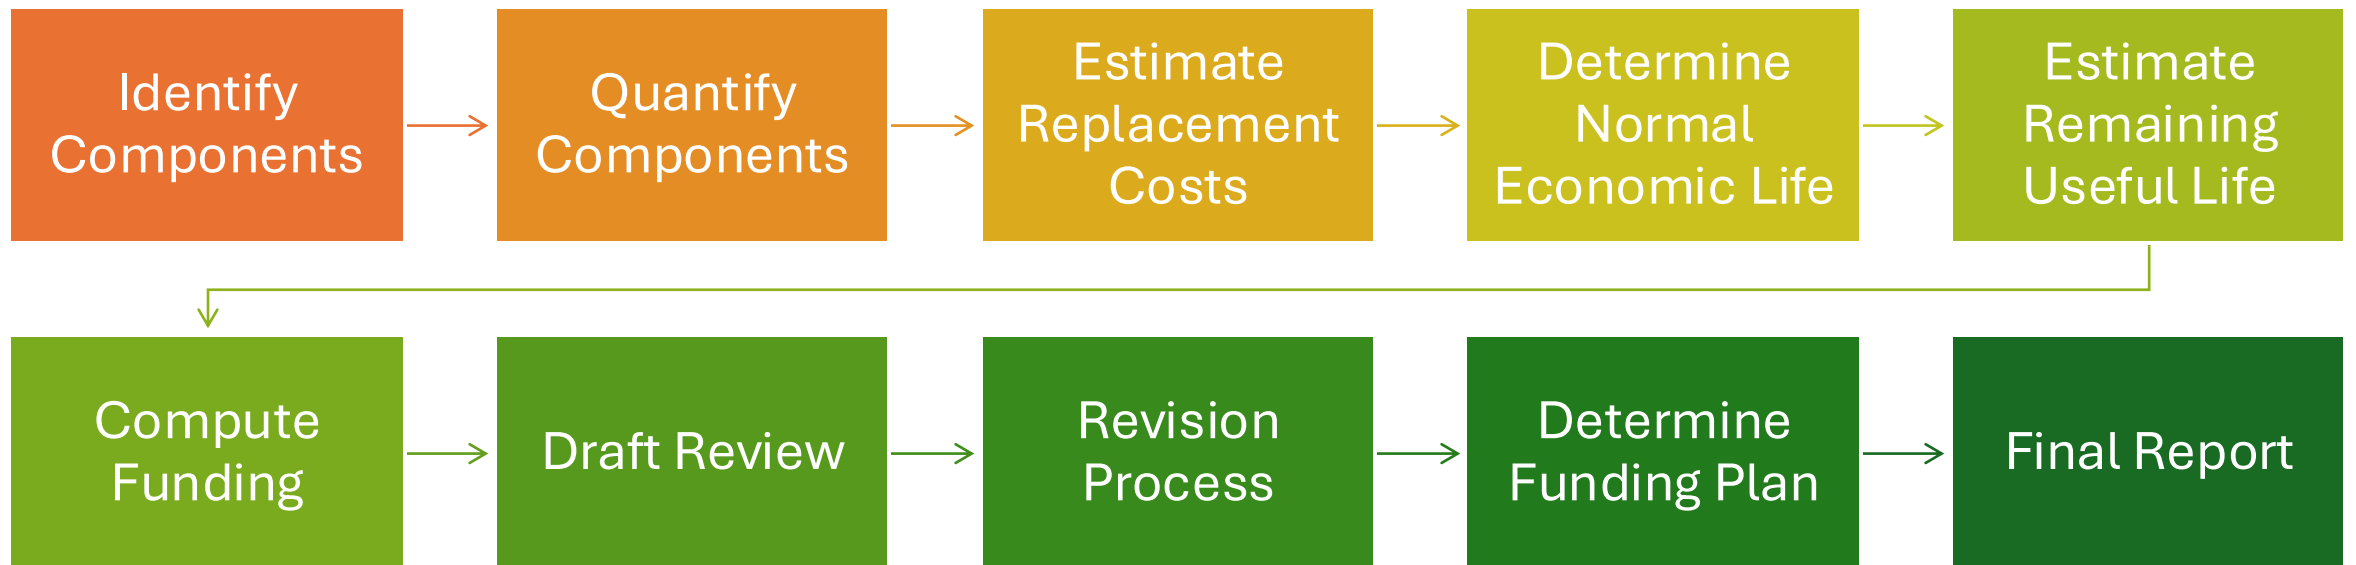 Identify
Components
Quantify
Components
Estimate
Replacement
Costs
Determine
Normal
Economic Life
Estimate
Remaining
Useful Life
Compute
Funding
Draft Review
Revision
Process
Determine
Funding Plan
Final Report